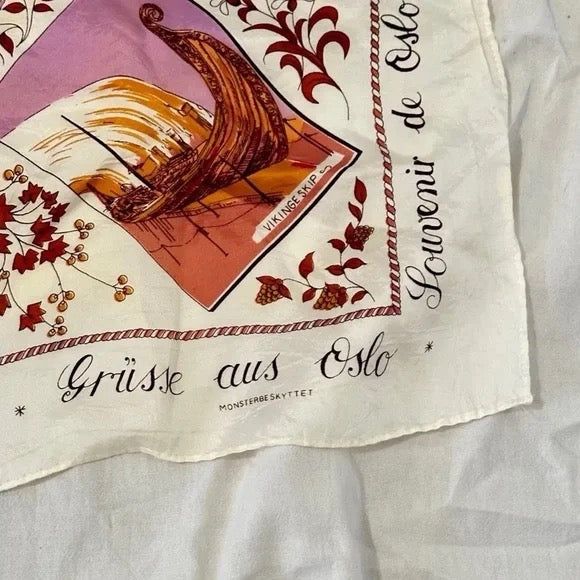 VIKINGESKIP
Souvenir de Oslo
* Grüsse aus Oslo *
MONSTERBESKYTTET